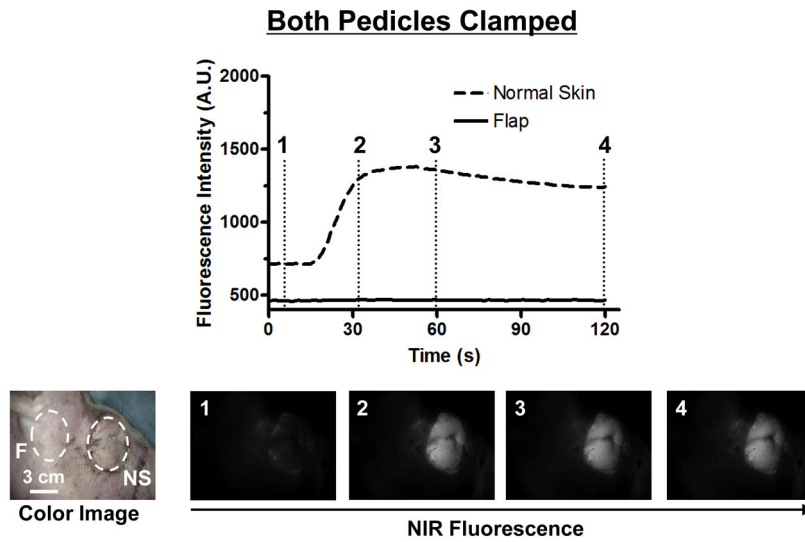 Both Pedicles Clamped
Fluorescence Intensity (A.U.)
2000
1500
1000
500
Normal Skin
Flap
1 2 3 4
0 30 60 90 120
Time (s)
F
NS
3 cm
Color Image
1 2 3 4
NIR Fluorescence